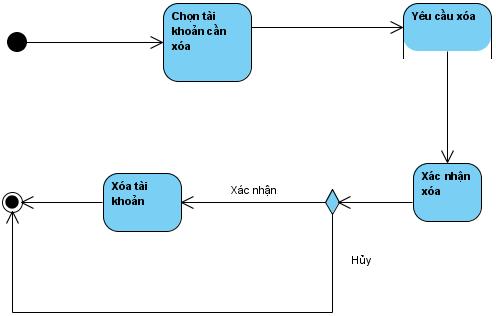 Chọn tài
khoản cần
xóa
Yêu cầu xóa
Xác nhận
xóa
Xác nhận
Xóa tài
khoản
Hủy